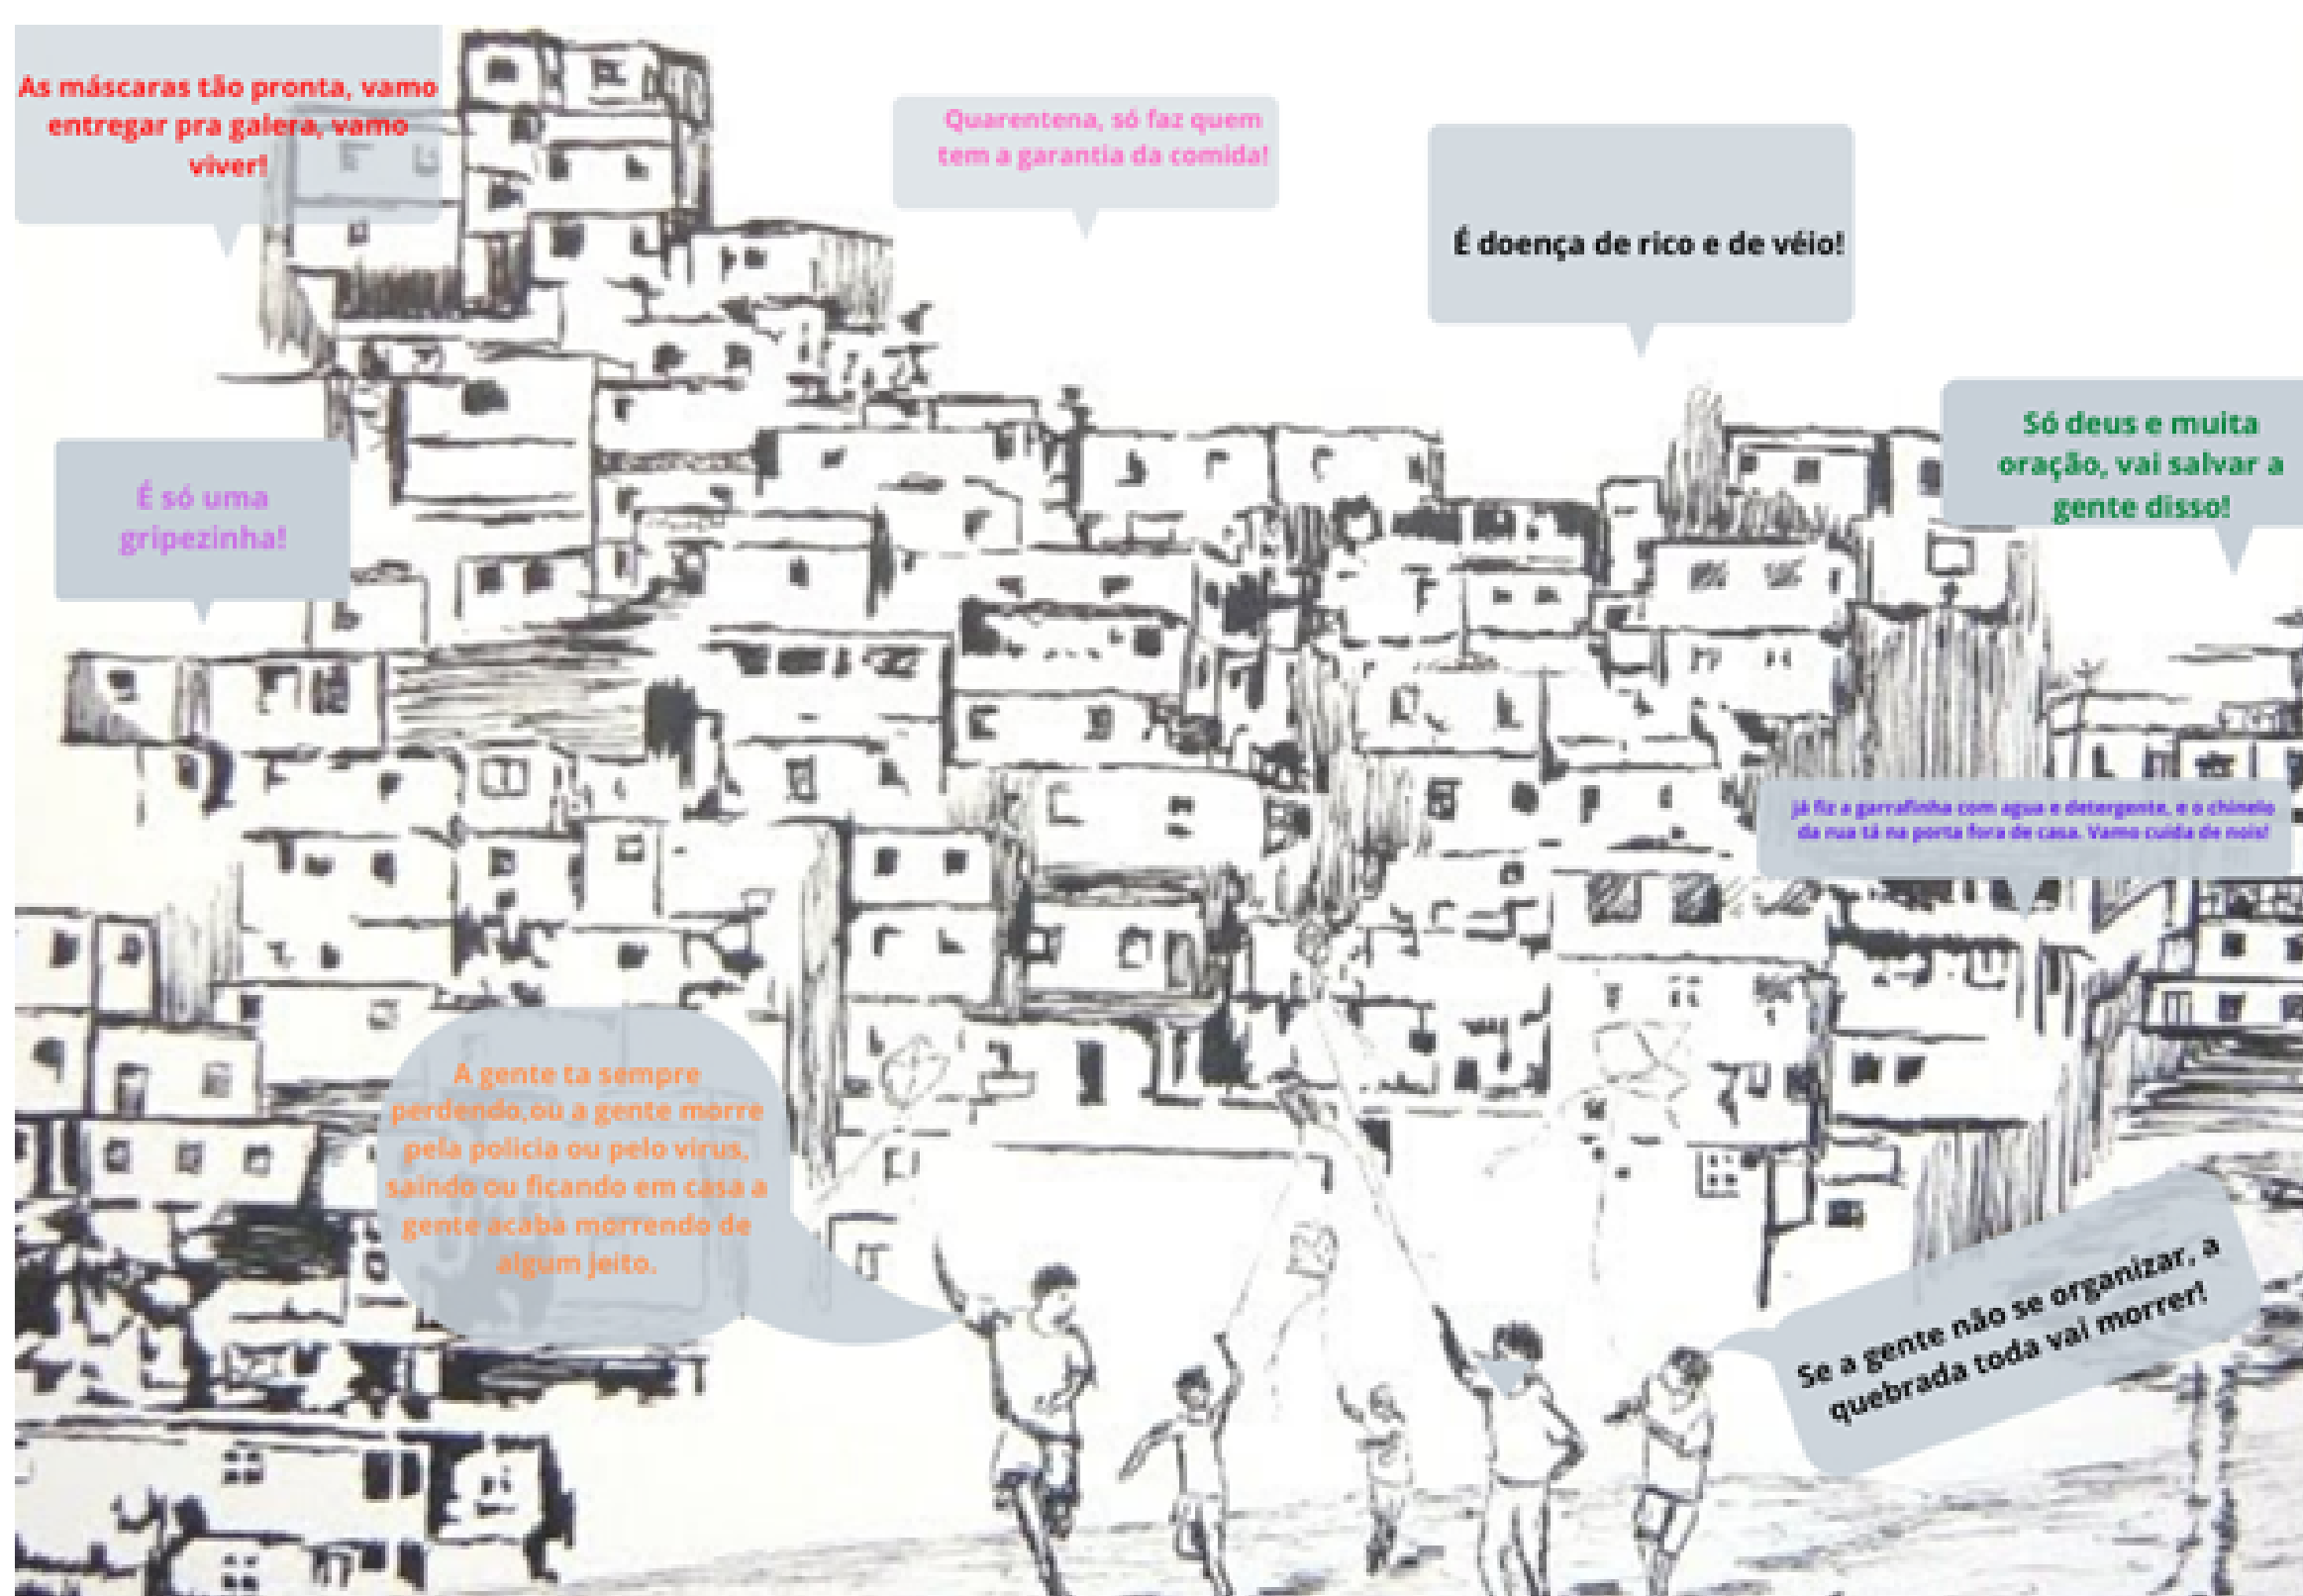 As máscaras tão pronta, vamo
entregar pra galera, vamo
viver!
Quarentena, só faz quem
tem a garantia da comida!
É doença de rico e de véio!
Só deus e muita
oração, vai salvar a
gente disso!
É só uma
gripezinha!
já fiz a garrafinha com agua e detergente, e o chinelo
da rua tá na porta fora de casa. Vamo cuida de nois!
A gente ta sempre
perdendo,ou a gente morre
pela policia ou pelo virus,
saindo ou ficando em casa a
gente acaba morrendo de
algum jeito.
Se a gente não se organizar, a
quebrada toda vai morrer!